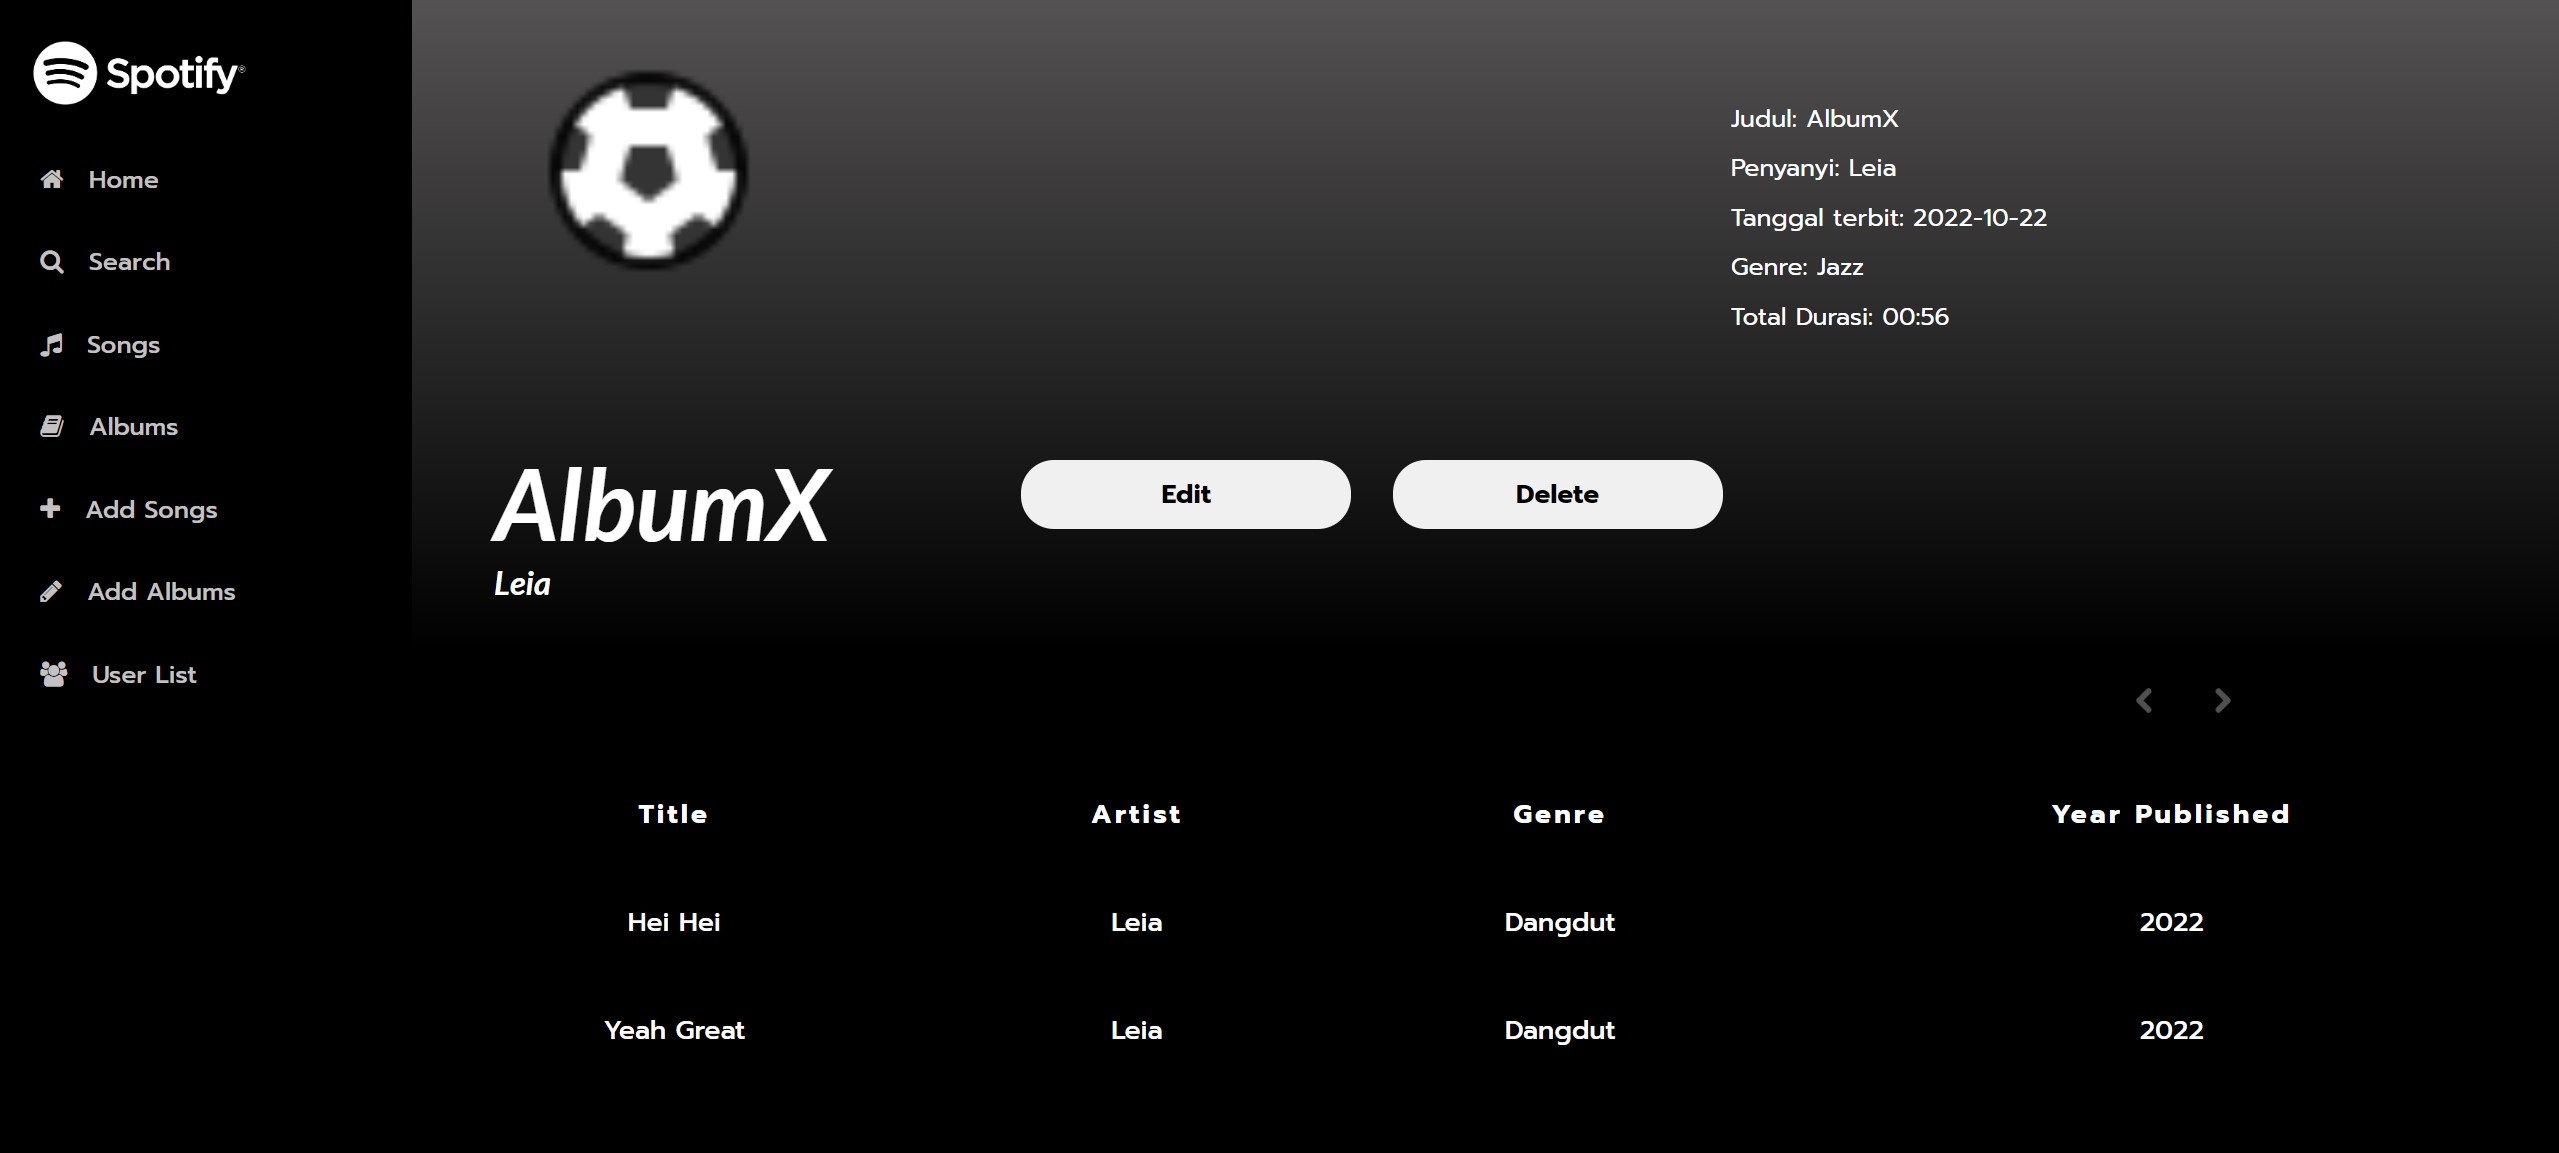 Spotify®
Home
Search
Songs
Albums
Add Songs
Add Albums
User List
Judul: AlbumX
Penyanyi: Leia
Tanggal terbit: 2022-10-22
Genre: Jazz
Total Durasi: 00:56
AlbumX
Leia
Edit
Delete
Title Artist Genre Year Published
Hei Hei Leia Dangdut 2022
Yeah Great Leia Dangdut 2022